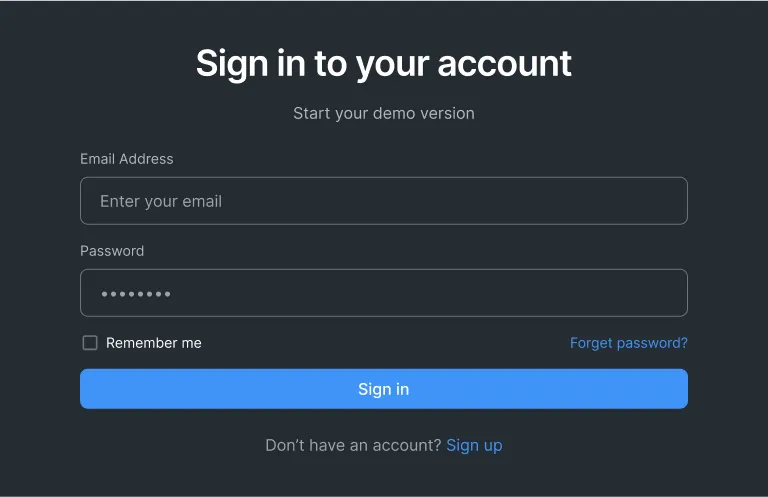 Sign in to your account
Start your demo version
Email Address
Enter your email
Password
••••••••
Remember me Forget password?
Sign in
Don’t have an account? Sign up